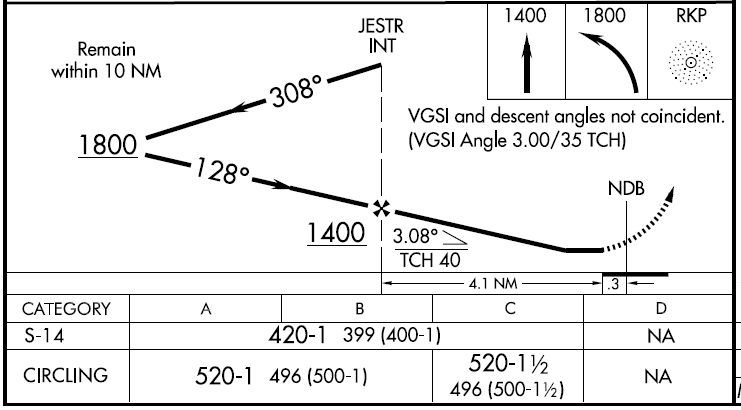 JESTR
INT
Remain
within 10 NM
308°
1800
128°
1400
3.08°
TCH 40
1400
1800
RKP
VGSI and descent angles not coincident.
(VGSI Angle 3.00/35 TCH)
NDB
4.1 NM
.3
CATEGORY A B C D
S-14 420-1 399 (400-1) NA
CIRCLING 520-1 496 (500-1) 520-1½ NA
496 (500-1½)